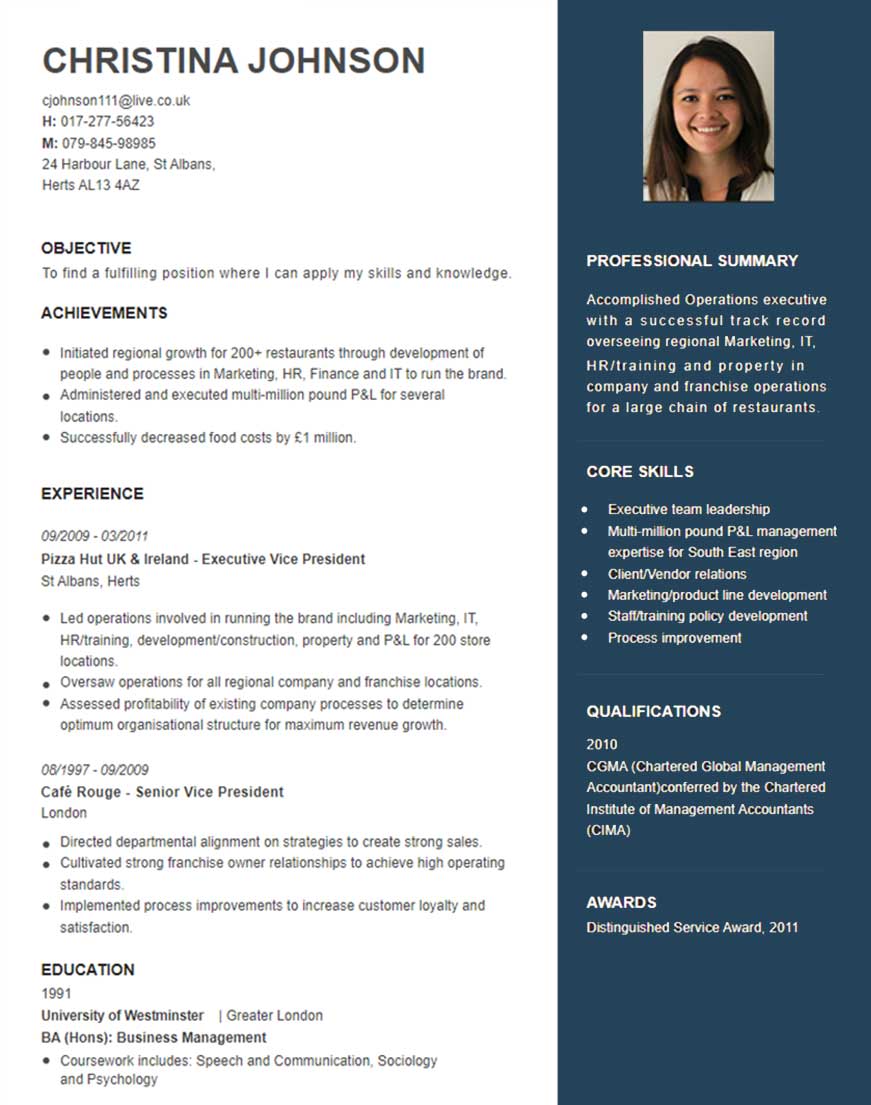 CHRISTINA JOHNSON
cjohnson111@live.co.uk
H: 017-277-56423
M: 079-845-98985
24 Harbour Lane, St Albans,
Herts AL13 4AZ
OBJECTIVE
To find a fulfilling position where I can apply my skills and knowledge.
ACHIEVEMENTS
• Initiated regional growth for 200+ restaurants through development of
people and processes in Marketing, HR, Finance and IT to run the brand.
• Administered and executed multi-million pound P&L for several
locations.
• Successfully decreased food costs by £1 million.
EXPERIENCE
09/2009 - 03/2011
Pizza Hut UK & Ireland - Executive Vice President
St Albans, Herts
• Led operations involved in running the brand including Marketing, IT,
HR/training, development/construction, property and P&L for 200 store
locations.
• Oversaw operations for all regional company and franchise locations.
• Assessed profitability of existing company processes to determine
optimum organisational structure for maximum revenue growth.
08/1997 - 09/2009
Café Rouge - Senior Vice President
London
• Directed departmental alignment on strategies to create strong sales.
• Cultivated strong franchise owner relationships to achieve high operating
standards.
• Implemented process improvements to increase customer loyalty and
satisfaction.
EDUCATION
1991
University of Westminster | Greater London
BA (Hons): Business Management
• Coursework includes: Speech and Communication, Sociology
and Psychology
PROFESSIONAL SUMMARY
Accomplished Operations executive
with a successful track record
overseeing regional Marketing, IT,
HR/training and property in
company and franchise operations
for a large chain of restaurants.
CORE SKILLS
• Executive team leadership
• Multi-million pound P&L management
expertise for South East region
• Client/Vendor relations
• Marketing/product line development
• Staff/training policy development
• Process improvement
QUALIFICATIONS
2010
CGMA (Chartered Global Management
Accountant)conferred by the Chartered
Institute of Management Accountants
(CIMA)
AWARDS
Distinguished Service Award, 2011